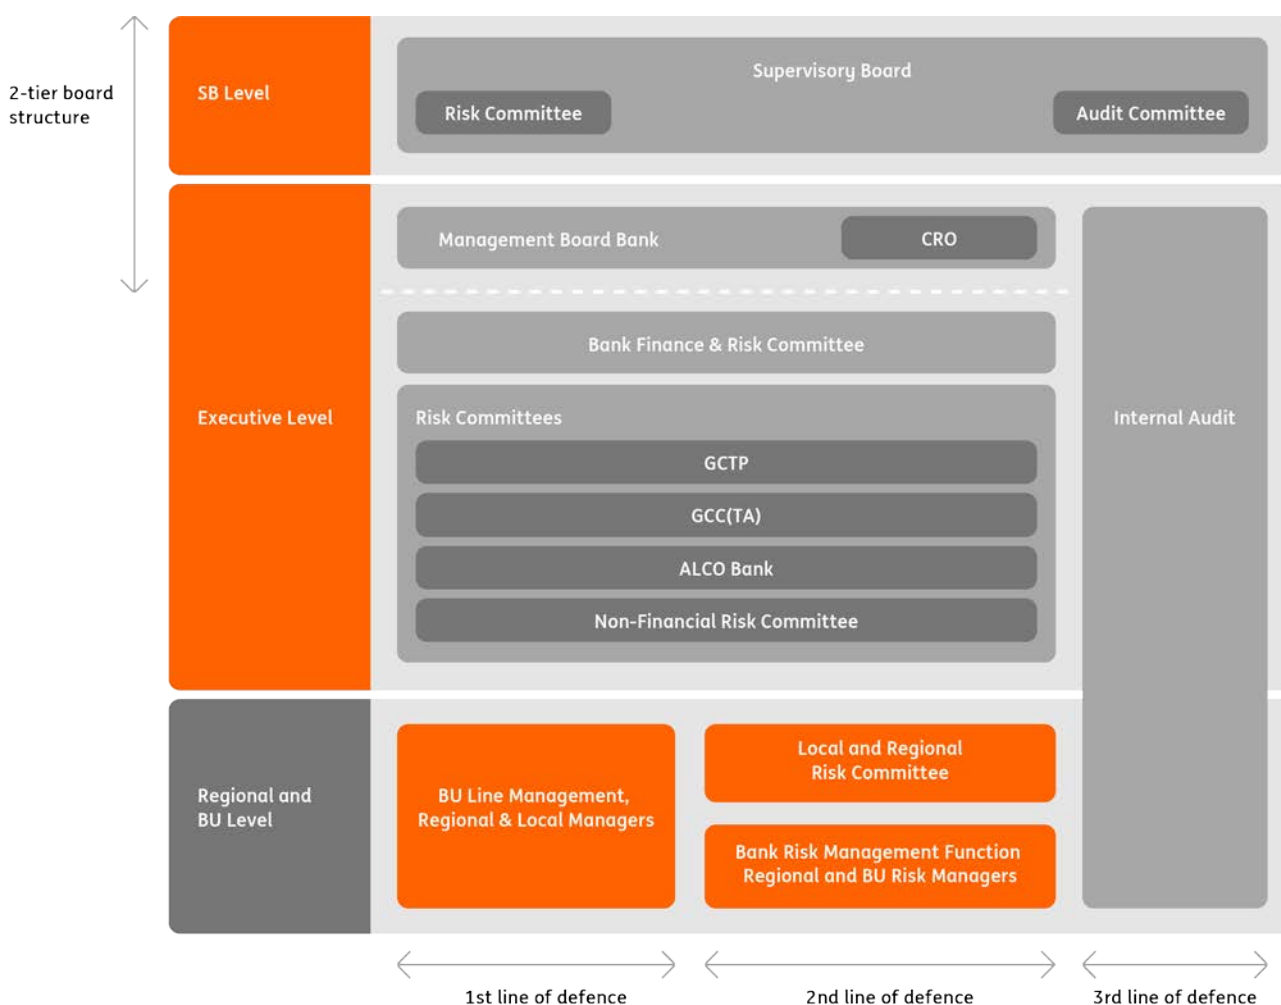 2-tier board
structure
SB Level
Supervisory Board
Risk Committee
Audit Committee
Executive Level
Management Board Bank
CRO
Bank Finance & Risk Committee
Risk Committees
GCTP
GCC(TA)
ALCO Bank
Non-Financial Risk Committee
Internal Audit
Regional and
BU Level
BU Line Management,
Regional & Local Managers
Local and Regional
Risk Committee
Bank Risk Management Function
Regional and BU Risk Managers
1st line of defence
2nd line of defence
3rd line of defence